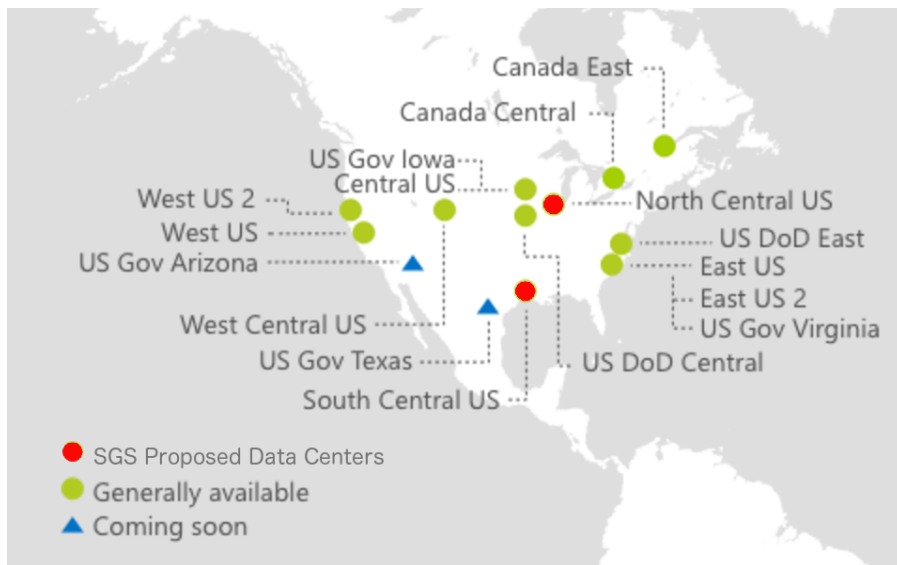 Canada East
Canada Central
US Gov Iowa
Central US
West US 2
North Central US
West US
US DoD East
US Gov Arizona
East US
East US 2
West Central US
US Gov Virginia
US Gov Texas
US DoD Central
South Central US
SGS Proposed Data Centers
Generally available
Coming soon